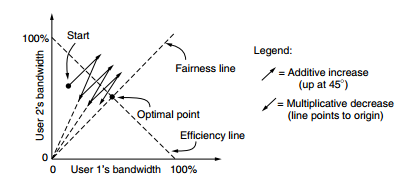 100%
Start
User 2's bandwidth
Fairness line
Optimal point
Efficiency line
0
0 User 1's bandwidth 100%
Legend:
= Additive increase
(up at 45°)
= Multiplicative decrease
(line points to origin)